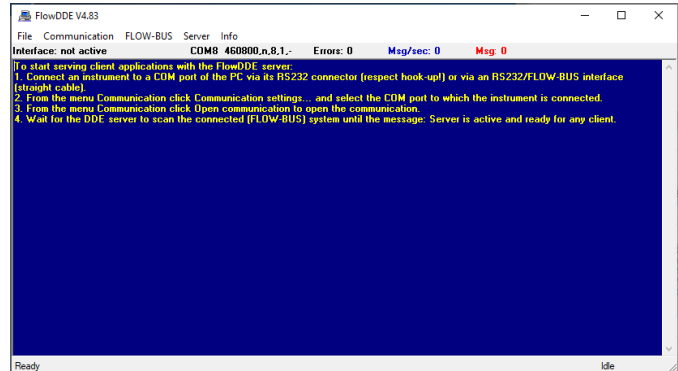 FlowDDE V4.83
File Communication FLOW-BUS Server Info
Interface: not active COM8 460800,n,8,1,- Errors: 0 Msg/sec: 0 Msg: 0
To start serving client applications with the FlowDDE server:
1. Connect an instrument to a COM port of the PC via its RS232 connector (respect hook-up!) or via an RS232/FLOW-BUS interface
(straight cable).
2. From the menu Communication click Communication settings... and select the COM port to which the instrument is connected.
3. From the menu Communication click Open communication to open the communication.
4. Wait for the DDE server to scan the connected (FLOW-BUS) system until the message: Server is active and ready for any client.
Ready Idle